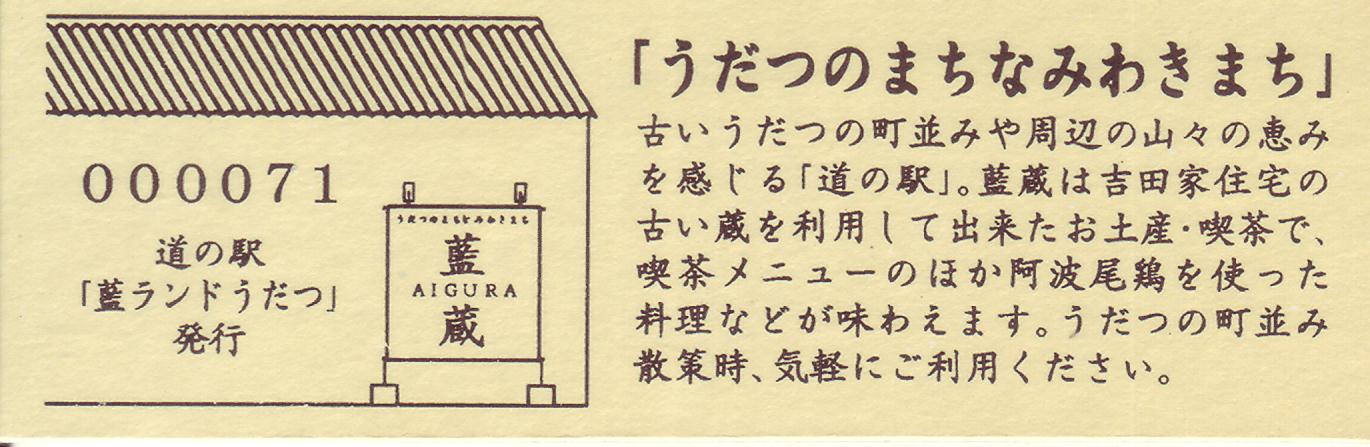 000071
道の駅
「藍ランドうだつ」
発行
うだつのまちなみわきまち
藍
AIGURA
蔵
「うだつのまちなみわきまち」
古いうだつの町並みや周辺の山々の恵み
を感じる「道の駅」。藍蔵は吉田家住宅の
古い蔵を利用して出来たお土産・喫茶で、
喫茶メニューのほか阿波尾鶏を使った
料理などが味わえます。うだつの町並み
散策時、気軽にご利用ください。